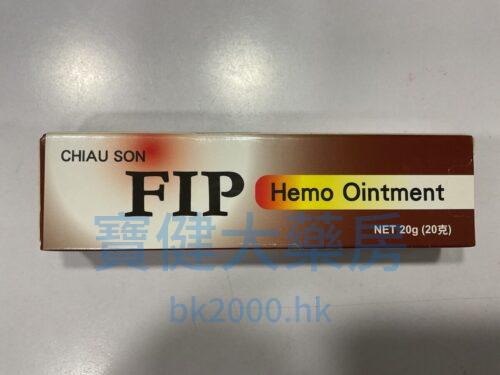 CHIAU SON
FIP
Hemo Ointment
NET 20g (20克)
寶健大藥房
bk2000.hk